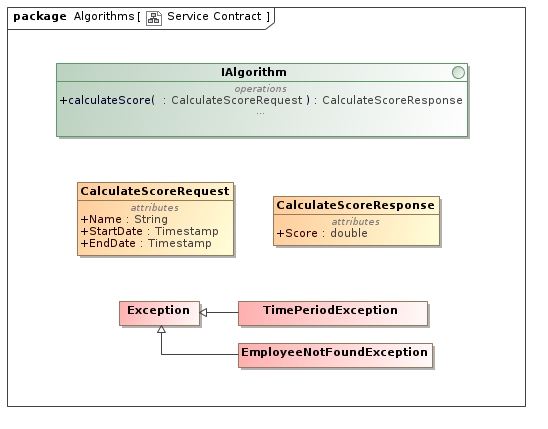 package Algorithms [ Service Contract ]
IAlgorithm
operations
+calculateScore( : CalculateScoreRequest ) : CalculateScoreResponse
...
CalculateScoreRequest
attributes
+Name : String
+StartDate : Timestamp
+EndDate : Timestamp
CalculateScoreResponse
attributes
+Score : double
Exception
TimePeriodException
EmployeeNotFoundException